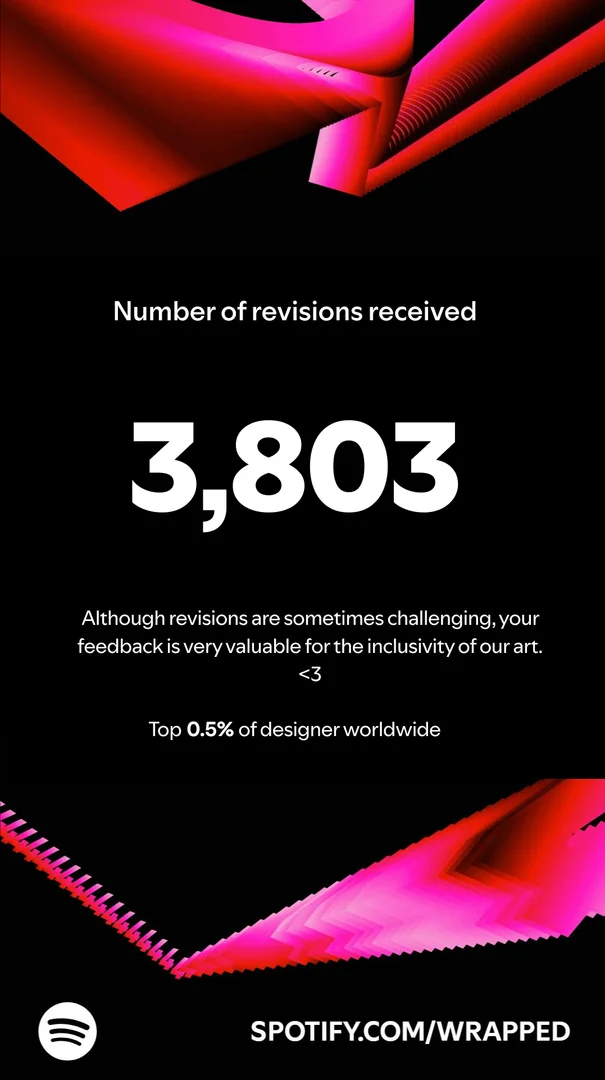 Number of revisions received
3,803
Although revisions are sometimes challenging, your
feedback is very valuable for the inclusivity of our art.
<3
Top 0.5% of designer worldwide
SPOTIFY.COM/WRAPPED